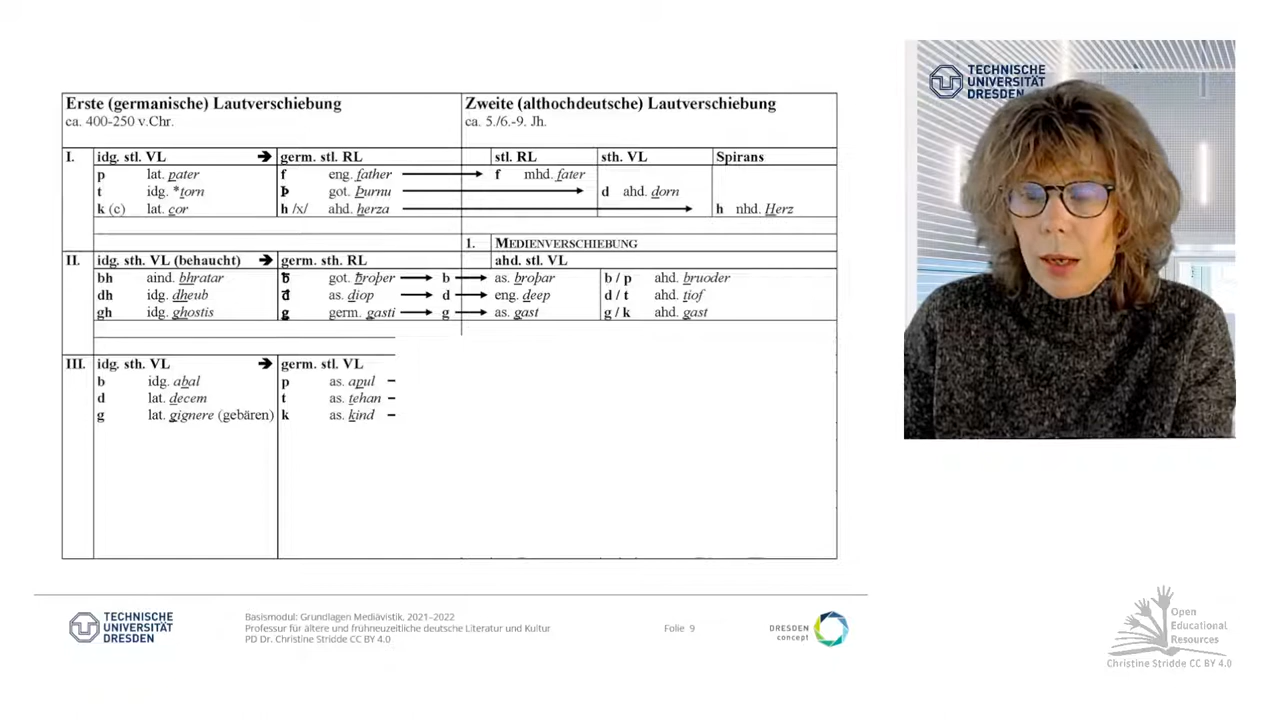 Erste (germanische) Lautverschiebung Zweite (althochdeutsche) Lautverschiebung
ca. 400-250 v.Chr. ca. 5./6.-9. Jh.
I. idg. stl. VL ➔ germ. stl. RL stl. RL sth. VL Spirans
p lat. pater f eng. father f mhd. fater
t idg. *torn Þ got. Þurnu d ahd. dorn
k (c) lat. cor h /x/ ahd. herza h nhd. Herz
1. MEDIENVERSCHIEBUNG
II. idg. sth. VL (behaucht) ➔ germ. sth. RL ahd. stl. VL
bh aind. bhratar ƀ got. ƀroþer b as. broþar b / p ahd. bruoder
dh idg. dheub đ as. diop d eng. deep d / t ahd. tiof
gh idg. ghostis g germ. gasti g as. gast g / k ahd. gast
III. idg. sth. VL ➔ germ. stl. VL
b idg. abal p as. apul
d lat. decem t as. tehan
g lat. gignere (gebären) k as. kind
TECHNISCHE
UNIVERSITÄT
DRESDEN
Basismodul: Grundlagen Mediävistik, 2021–2022
Professur für ältere und frühneuzeitliche deutsche Literatur und Kultur
PD Dr. Christine Stridde CC BY 4.0
Folie 9
DRESDEN
concept
TECHNISCHE
UNIVERSITÄT
DRESDEN
Open
Educational
Resources
Christine Stridde CC BY 4.0